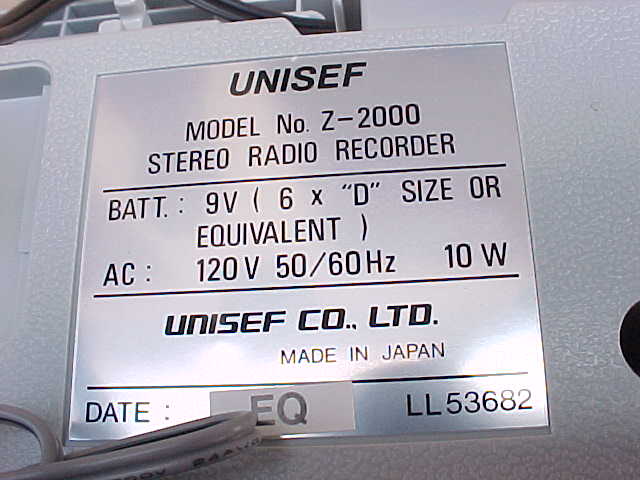 UNISEF
MODEL No. Z-2000
STEREO RADIO RECORDER
BATT.: 9V ( 6 x "D" SIZE OR
EQUIVALENT )
AC: 120V 50/60Hz 10W
UNISEF CO., LTD.
MADE IN JAPAN
DATE: EQ LL53682